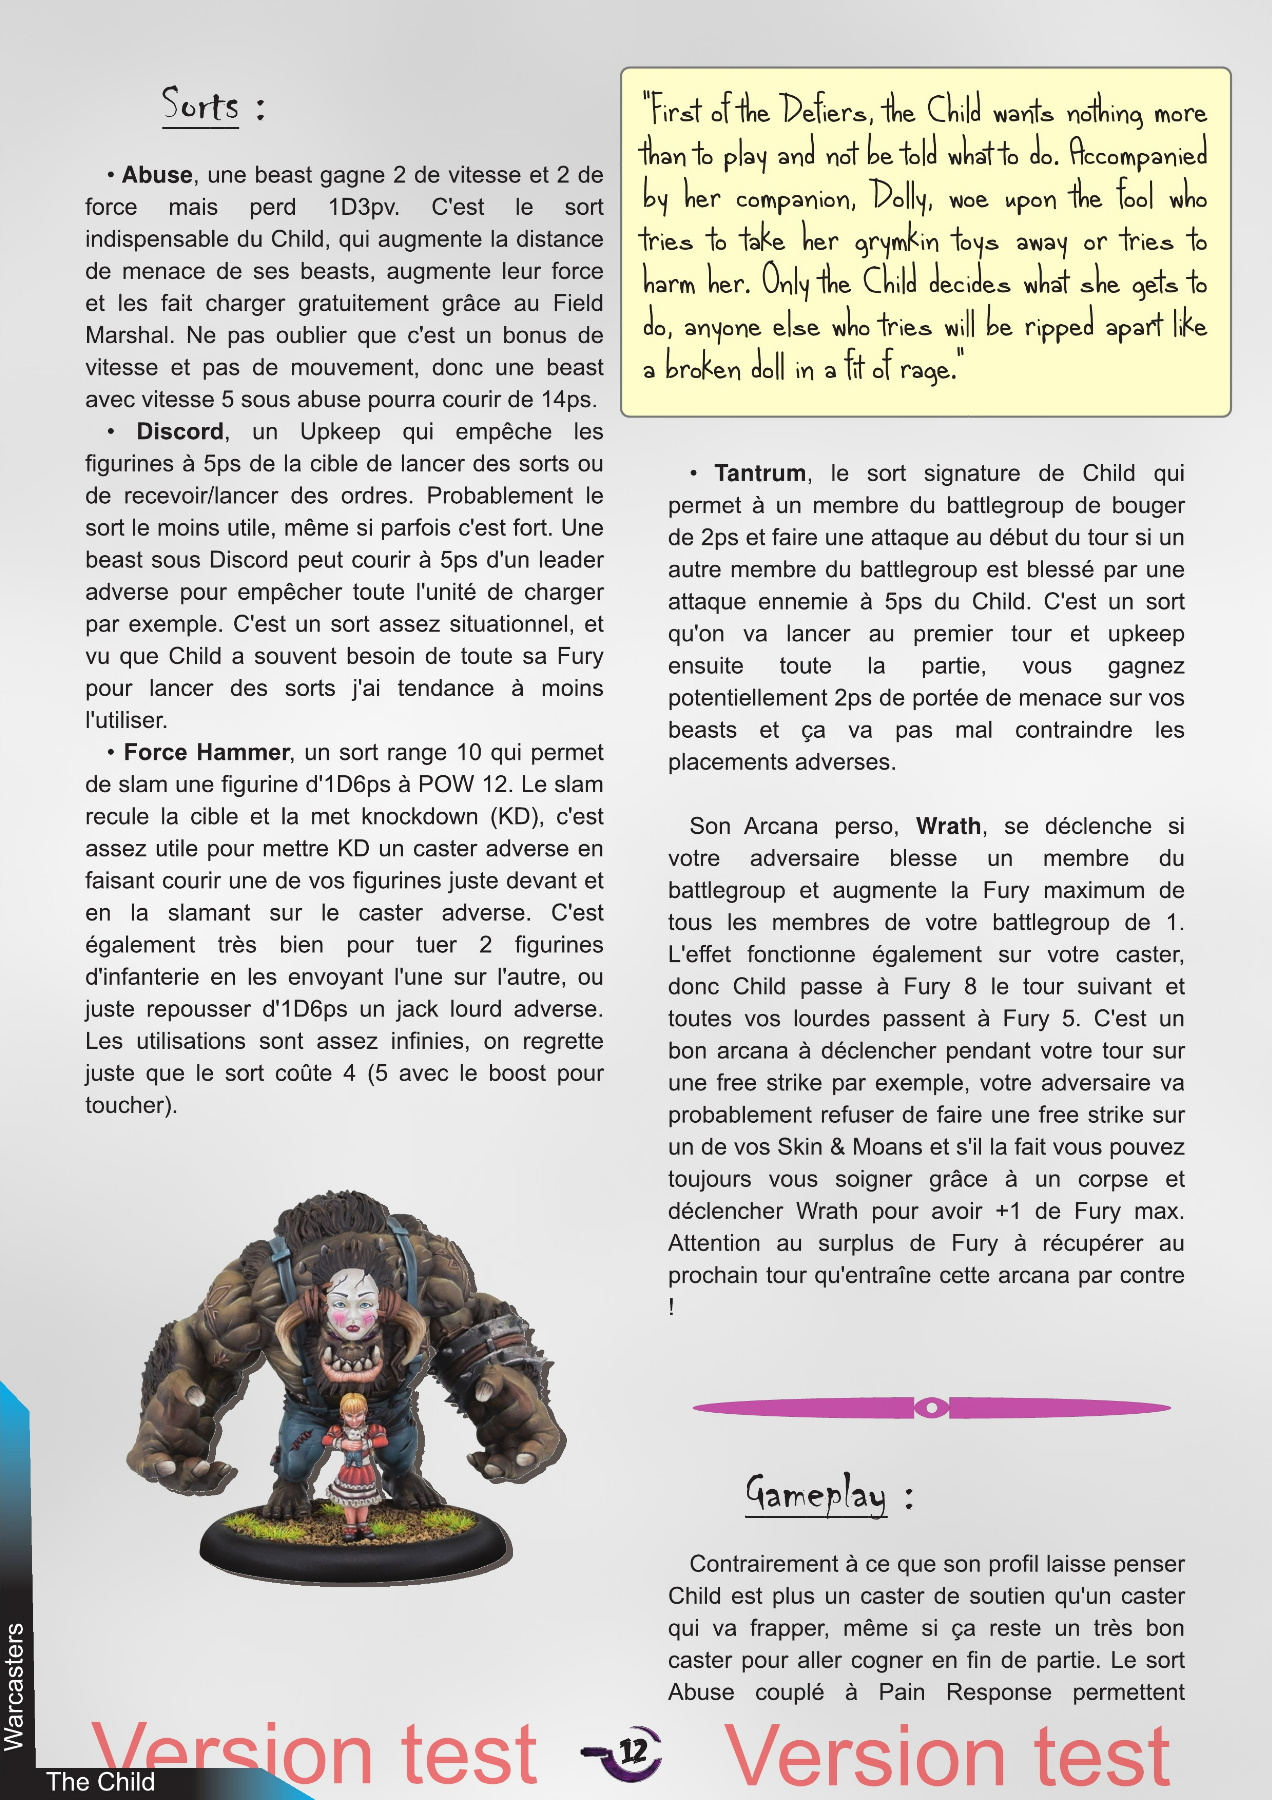 Sorts :
• Abuse, une beast gagne 2 de vitesse et 2 de
force mais perd 1D3pv. C'est le sort
indispensable du Child, qui augmente la distance
de menace de ses beasts, augmente leur force
et les fait charger gratuitement grâce au Field
Marshal. Ne pas oublier que c'est un bonus de
vitesse et pas de mouvement, donc une beast
avec vitesse 5 sous abuse pourra courir de 14ps.
• Discord, un Upkeep qui empêche les
figurines à 5ps de la cible de lancer des sorts ou
de recevoir/lancer des ordres. Probablement le
sort le moins utile, même si parfois c'est fort. Une
beast sous Discord peut courir à 5ps d'un leader
adverse pour empêcher toute l'unité de charger
par exemple. C'est un sort assez situationnel, et
vu que Child a souvent besoin de toute sa Fury
pour lancer des sorts j'ai tendance à moins
l'utiliser.
• Force Hammer, un sort range 10 qui permet
de slam une figurine d'1D6ps à POW 12. Le slam
recule la cible et la met knockdown (KD), c'est
assez utile pour mettre KD un caster adverse en
faisant courir une de vos figurines juste devant et
en la slamant sur le caster adverse. C'est
également très bien pour tuer 2 figurines
d'infanterie en les envoyant l'une sur l'autre, ou
juste repousser d'1D6ps un jack lourd adverse.
Les utilisations sont assez infinies, on regrette
juste que le sort coûte 4 (5 avec le boost pour
toucher).
"First of the Defiers, the Child wants nothing more
than to play and not be told what to do. Accompanied
by her companion, Dolly, woe upon the fool who
tries to take her grymkin toys away or tries to
harm her. Only the Child decides what she gets to
do, anyone else who tries will be ripped apart like
a broken doll in a fit of rage."
• Tantrum, le sort signature de Child qui
permet à un membre du battlegroup de bouger
de 2ps et faire une attaque au début du tour si un
autre membre du battlegroup est blessé par une
attaque ennemie à 5ps du Child. C'est un sort
qu'on va lancer au premier tour et upkeep
ensuite toute la partie, vous gagnez
potentiellement 2ps de portée de menace sur vos
beasts et ça va pas mal contraindre les
placements adverses.
Son Arcana perso, Wrath, se déclenche si
votre adversaire blesse un membre du
battlegroup et augmente la Fury maximum de
tous les membres de votre battlegroup de 1.
L'effet fonctionne également sur votre caster,
donc Child passe à Fury 8 le tour suivant et
toutes vos lourdes passent à Fury 5. C'est un
bon arcana à déclencher pendant votre tour sur
une free strike par exemple, votre adversaire va
probablement refuser de faire une free strike sur
un de vos Skin & Moans et s'il la fait vous pouvez
toujours vous soigner grâce à un corpse et
déclencher Wrath pour avoir +1 de Fury max.
Attention au surplus de Fury à récupérer au
prochain tour qu'entraîne cette arcana par contre
!
Gameplay :
Contrairement à ce que son profil laisse penser
Child est plus un caster de soutien qu'un caster
qui va frapper, même si ça reste un très bon
caster pour aller cogner en fin de partie. Le sort
Abuse couplé à Pain Response permettent
Warcasters
The Child
Version test
12
Version test